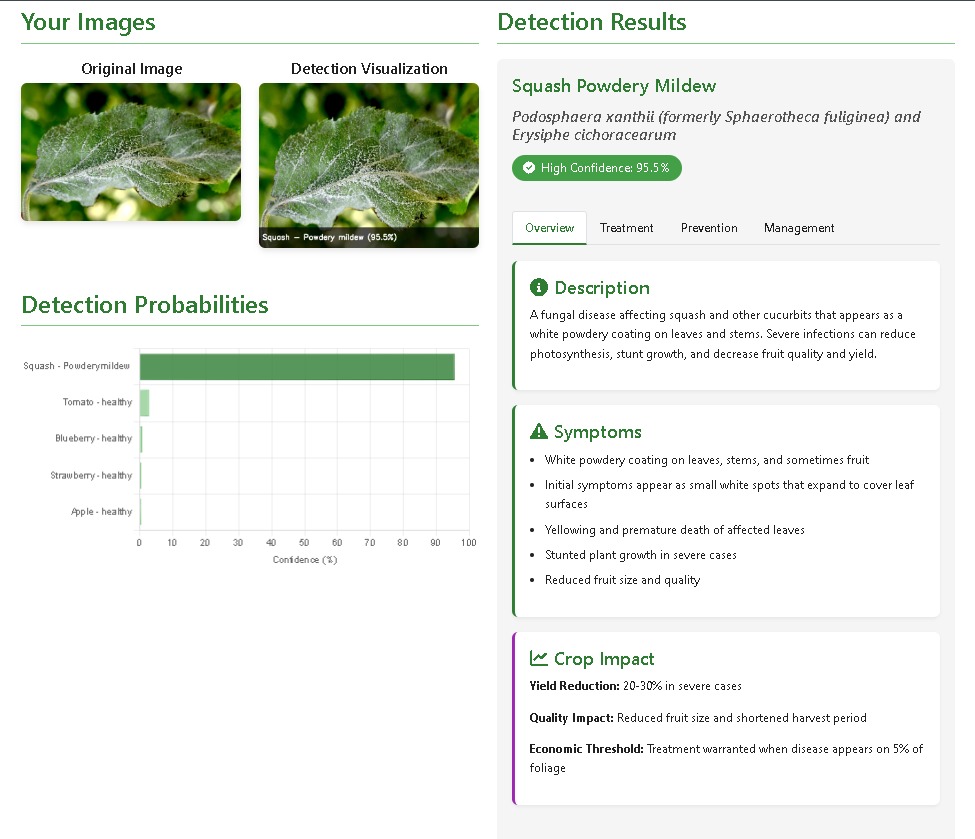 Your Images
Original Image
Detection Visualization
Squash - Powdery mildew (95.5%)
Detection Probabilities
Squash - Powderymildew
Tomato - healthy
Blueberry - healthy
Strawberry - healthy
Apple - healthy
0 10 20 30 40 50 60 70 80 90 100
Confidence (%)
Detection Results
Squash Powdery Mildew
Podosphaera xanthii (formerly Sphaerotheca fuliginea) and
Erysiphe cichoracearum
High Confidence: 95.5%
Overview Treatment Prevention Management
Description
A fungal disease affecting squash and other cucurbits that appears as a
white powdery coating on leaves and stems. Severe infections can reduce
photosynthesis, stunt growth, and decrease fruit quality and yield.
Symptoms
• White powdery coating on leaves, stems, and sometimes fruit
• Initial symptoms appear as small white spots that expand to cover leaf
surfaces
• Yellowing and premature death of affected leaves
• Stunted plant growth in severe cases
• Reduced fruit size and quality
Crop Impact
Yield Reduction: 20-30% in severe cases
Quality Impact: Reduced fruit size and shortened harvest period
Economic Threshold: Treatment warranted when disease appears on 5% of
foliage